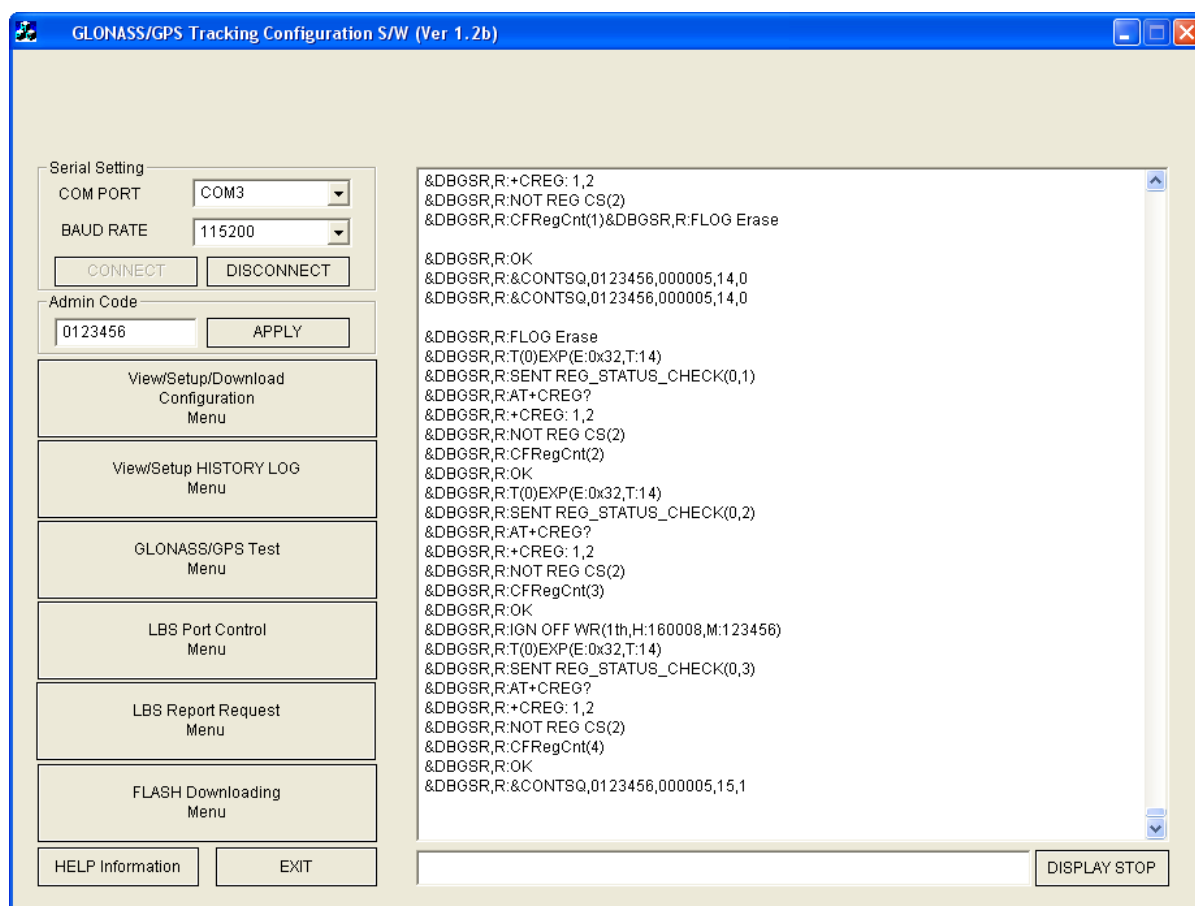 GLONASS/GPS Tracking Configuration S/W (Ver 1.2b)
Serial Setting
COM PORT
COM3
BAUD RATE
115200
CONNECT
DISCONNECT
Admin Code
0123456
APPLY
View/Setup/Download
Configuration
Menu
View/Setup HISTORY LOG
Menu
GLONASS/GPS Test
Menu
LBS Port Control
Menu
LBS Report Request
Menu
FLASH Downloading
Menu
HELP Information
EXIT
&DBGSR,R:+CREG: 1,2
&DBGSR,R:NOT REG CS(2)
&DBGSR,R:CFRegCnt(1)&DBGSR,R:FLOG Erase
&DBGSR,R:OK
&DBGSR,R:&CONTSQ,0123456,000005,14,0
&DBGSR,R:&CONTSQ,0123456,000005,14,0
&DBGSR,R:FLOG Erase
&DBGSR,R:T(0)EXP(E:0x32,T:14)
&DBGSR,R:SENT REG_STATUS_CHECK(0,1)
&DBGSR,R:AT+CREG?
&DBGSR,R:+CREG: 1,2
&DBGSR,R:NOT REG CS(2)
&DBGSR,R:CFRegCnt(2)
&DBGSR,R:OK
&DBGSR,R:T(0)EXP(E:0x32,T:14)
&DBGSR,R:SENT REG_STATUS_CHECK(0,2)
&DBGSR,R:AT+CREG?
&DBGSR,R:+CREG: 1,2
&DBGSR,R:NOT REG CS(2)
&DBGSR,R:CFRegCnt(3)
&DBGSR,R:OK
&DBGSR,R:IGN OFF WR(1th,H:160008,M:123456)
&DBGSR,R:T(0)EXP(E:0x32,T:14)
&DBGSR,R:SENT REG_STATUS_CHECK(0,3)
&DBGSR,R:AT+CREG?
&DBGSR,R:+CREG: 1,2
&DBGSR,R:NOT REG CS(2)
&DBGSR,R:CFRegCnt(4)
&DBGSR,R:OK
&DBGSR,R:&CONTSQ,0123456,000005,15,1
DISPLAY STOP